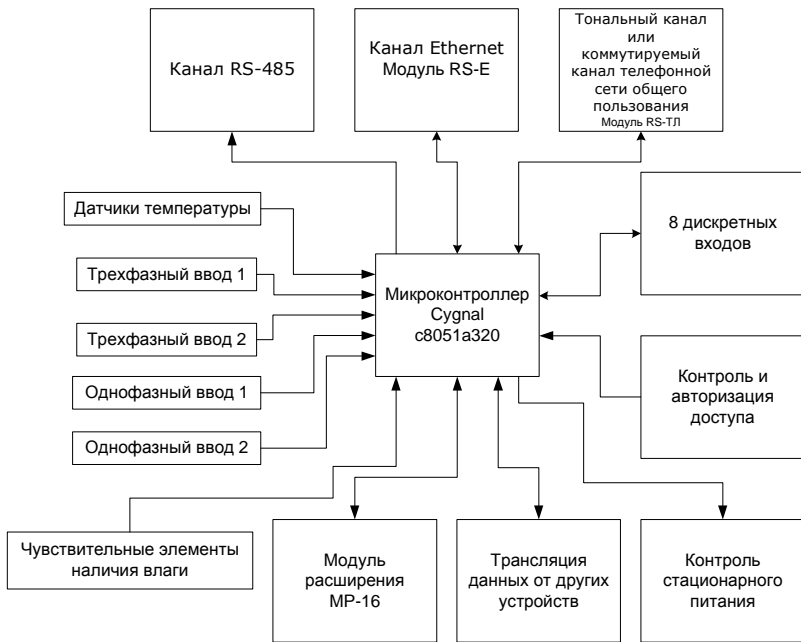 Канал RS-485
Канал Ethernet
Модуль RS-E
Тональный канал
или
коммутируемый
канал телефонной
сети общего
пользования
Модуль RS-ТЛ
Датчики температуры
Трехфазный ввод 1
Трехфазный ввод 2
Однофазный ввод 1
Однофазный ввод 2
Чувствительные элементы
наличия влаги
Микроконтроллер
Cygnal
c8051a320
8 дискретных
входов
Контроль и
авторизация
доступа
Модуль
расширения
МР-16
Трансляция
данных от других
устройств
Контроль
стационарного
питания